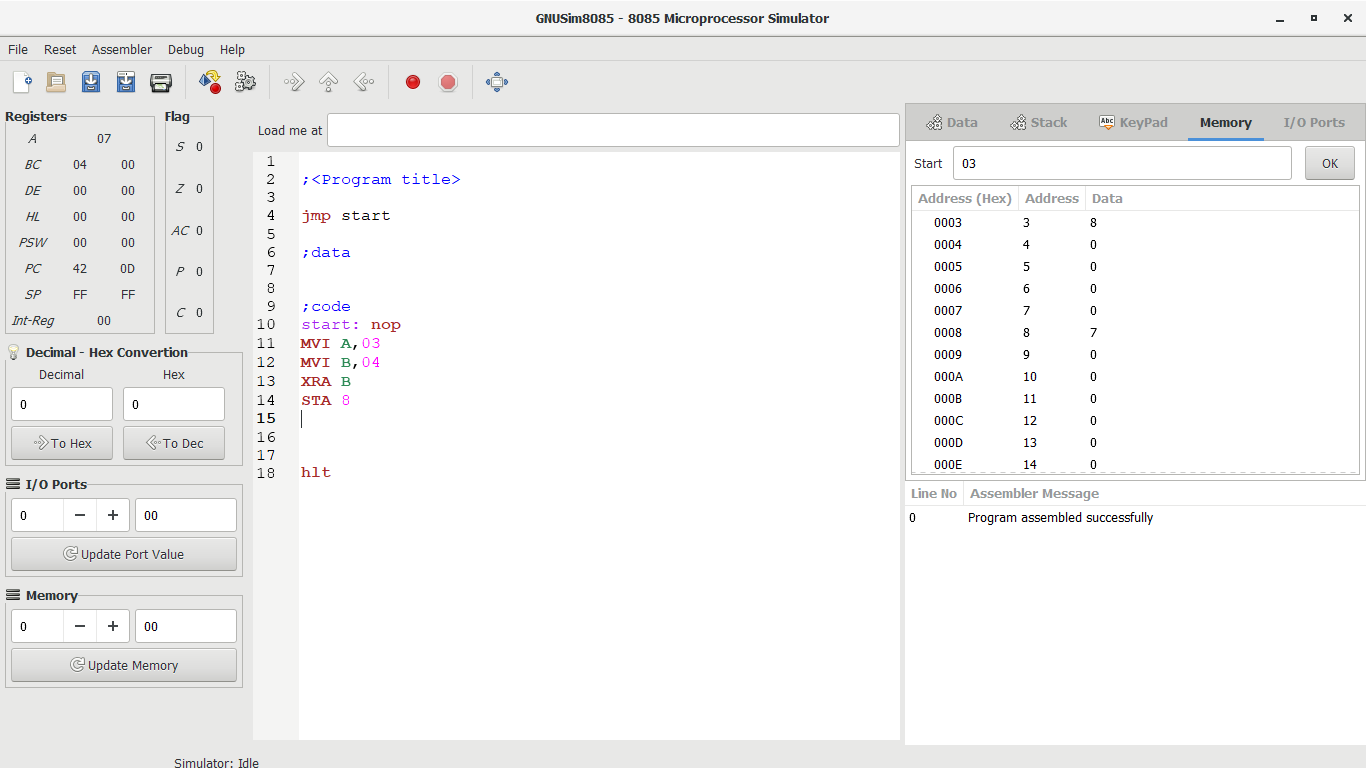 GNUSim8085 - 8085 Microprocessor Simulator
File Reset Assembler Debug Help
Registers
A 07
BC 04 00
DE 00 00
HL 00 00
PSW 00 00
PC 42 0D
SP FF FF
Int-Reg 00
Flag
S 0
Z 0
AC 0
P 0
C 0
Decimal - Hex Convertion
Decimal Hex
0 0
To Hex To Dec
I/O Ports
0 − + 00
Update Port Value
Memory
0 − + 00
Update Memory
Load me at
1
2 ;<Program title>
3
4 jmp start
5
6 ;data
7
8
9 ;code
10 start: nop
11 MVI A,03
12 MVI B,04
13 XRA B
14 STA 8
15
16
17
18 hlt
Data Stack Abc KeyPad Memory I/O Ports
Start 03 OK
Address (Hex) Address Data
0003 3 8
0004 4 0
0005 5 0
0006 6 0
0007 7 0
0008 8 7
0009 9 0
000A 10 0
000B 11 0
000C 12 0
000D 13 0
000E 14 0
Line No Assembler Message
0 Program assembled successfully
Simulator: Idle